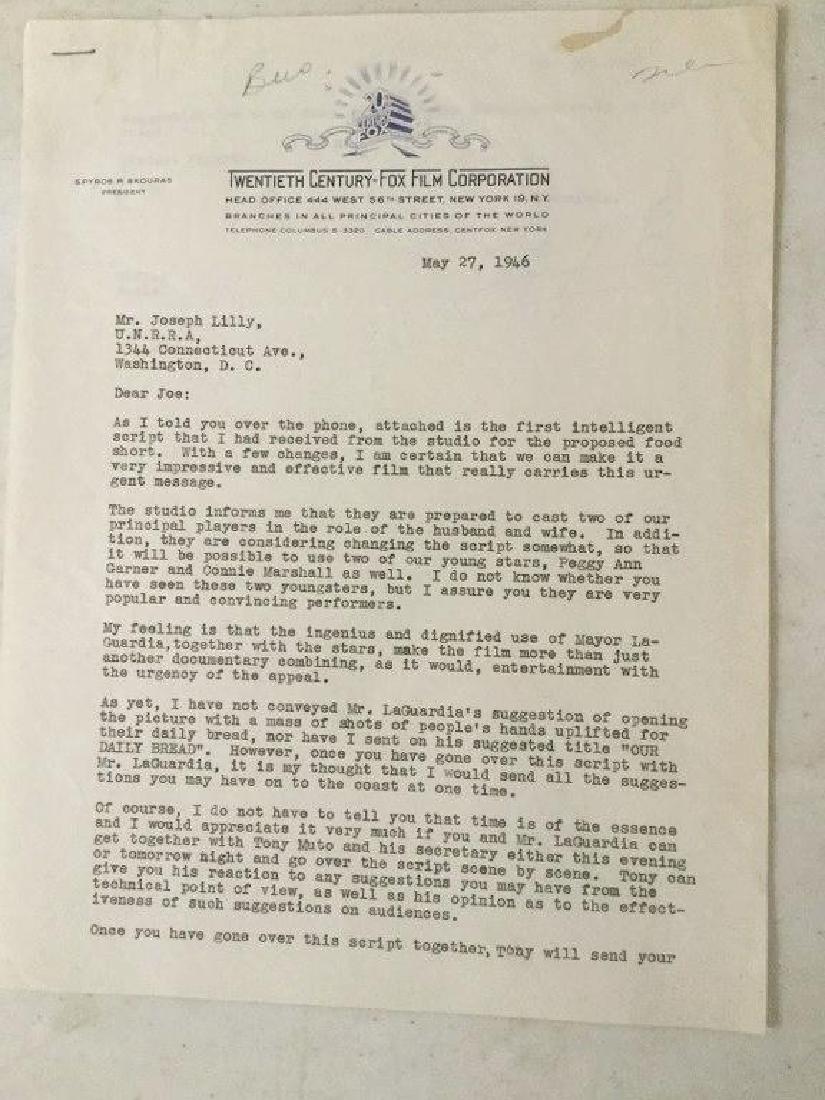 Bus:
20
CENTURY
FOX
SPYROS P. SKOURAS
PRESIDENT
TWENTIETH CENTURY-FOX FILM CORPORATION
HEAD OFFICE 444 WEST 56TH STREET, NEW YORK 19, N.Y.
BRANCHES IN ALL PRINCIPAL CITIES OF THE WORLD
TELEPHONE COLUMBUS 5-3320 CABLE ADDRESS, CENTFOX NEW YORK
May 27, 1946
Mr. Joseph Lilly,
U.N.R.R.A,
1344 Connecticut Ave.,
Washington, D. C.
Dear Joe:
As I told you over the phone, attached is the first intelligent
script that I had received from the studio for the proposed food
short. With a few changes, I am certain that we can make it a
very impressive and effective film that really carries this ur-
gent message.
The studio informs me that they are prepared to cast two of our
principal players in the role of the husband and wife. In addi-
tion, they are considering changing the script somewhat, so that
it will be possible to use two of our young stars, Peggy Ann
Garner and Connie Marshall as well. I do not know whether you
have seen these two youngsters, but I assure you they are very
popular and convincing performers.
My feeling is that the ingenius and dignified use of Mayor La-
Guardia,together with the stars, make the film more than just
another documentary combining, as it would, entertainment with
the urgency of the appeal.
As yet, I have not conveyed Mr. LaGuardia's suggestion of opening
the picture with a mass of shots of people's hands uplifted for
their daily bread, nor have I sent on his suggested title "OUR
DAILY BREAD". However, once you have gone over this script with
Mr. LaGuardia, it is my thought that I would send all the sugges-
tions you may have on to the coast at one time.
Of course, I do not have to tell you that time is of the essence
and I would appreciate it very much if you and Mr. LaGuardia can
get together with Tony Muto and his secretary either this evening
or tomorrow night and go over the script scene by scene. Tony can
give you his reaction to any suggestions you may have from the
technical point of view, as well as his opinion as to the effect-
iveness of such suggestions on audiences.
Once you have gone over this script together, Tony will send your